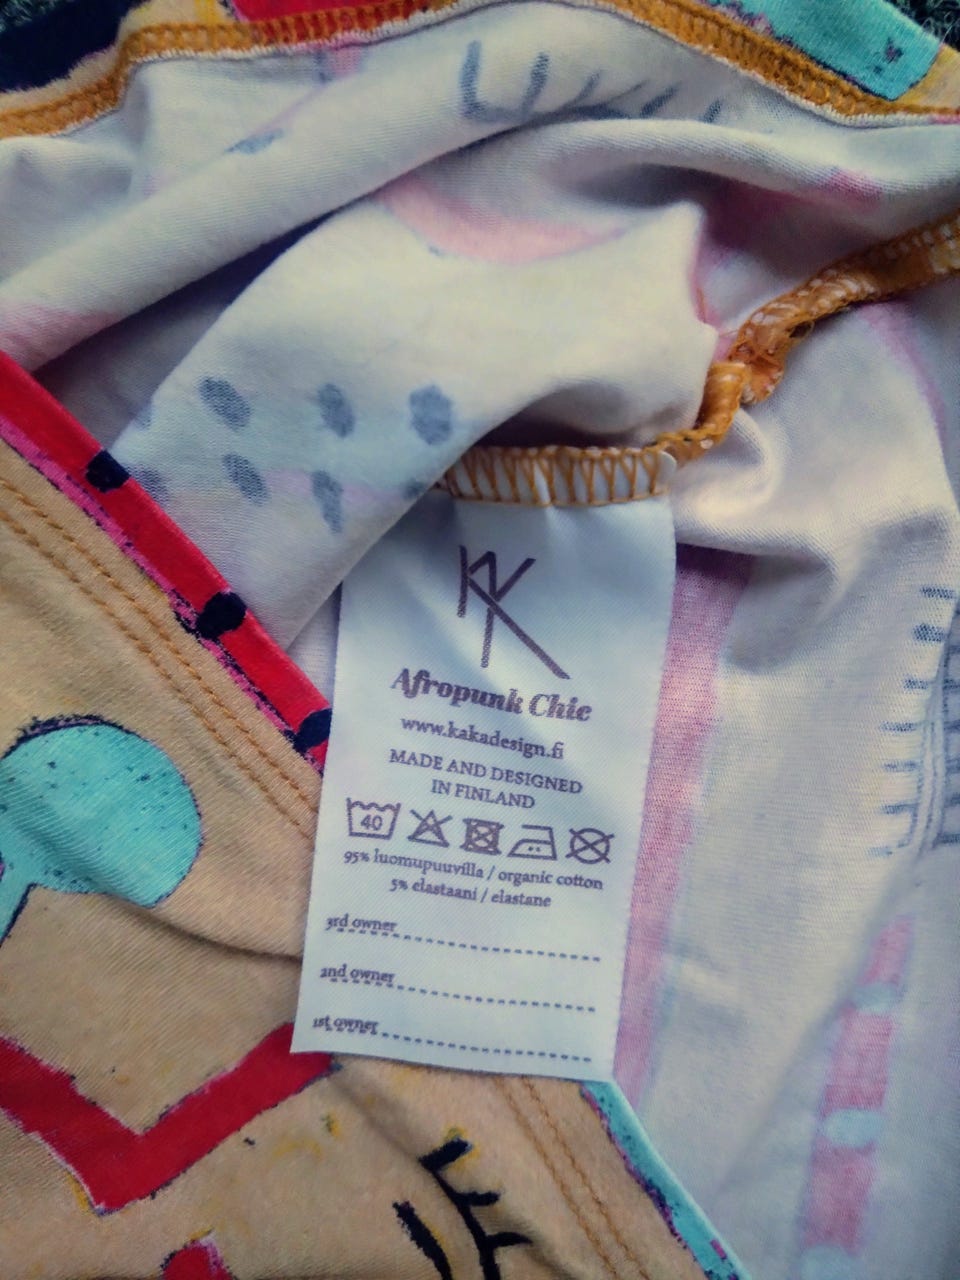 KK
Afropunk Chic
www.kakadesign.fi
MADE AND DESIGNED
IN FINLAND
40
95% luomupuuvilla / organic cotton
5% elastaani / elastane
3rd owner
2nd owner
1st owner